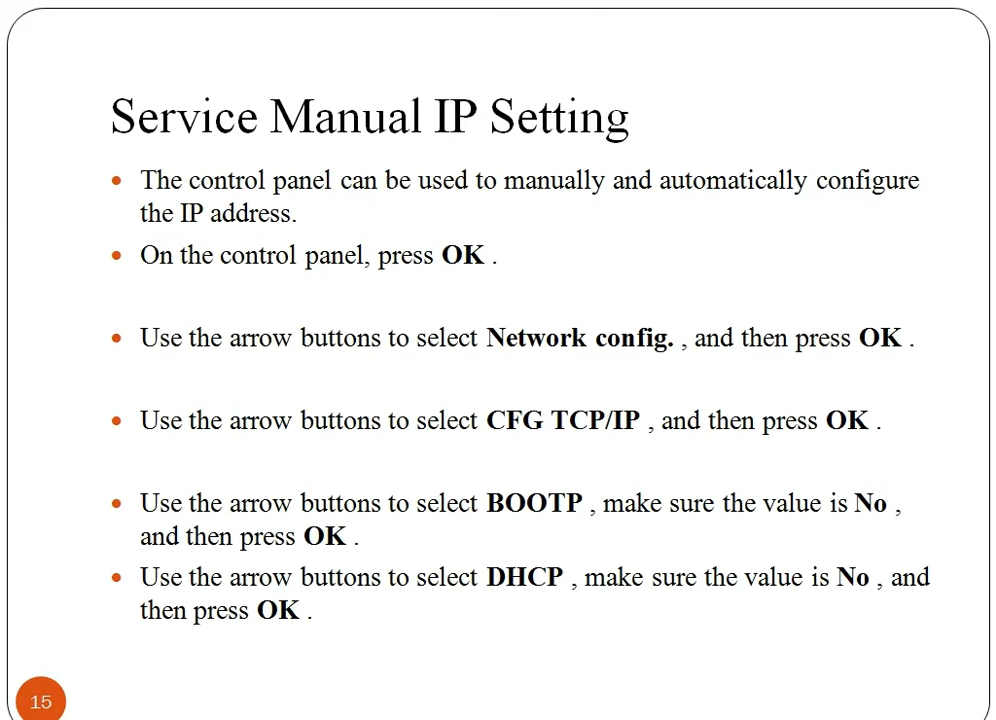 Service Manual IP Setting
The control panel can be used to manually and automatically configure
the IP address.
On the control panel, press OK .
Use the arrow buttons to select Network config. , and then press OK .
Use the arrow buttons to select CFG TCP/IP , and then press OK .
Use the arrow buttons to select BOOTP , make sure the value is No ,
and then press OK .
Use the arrow buttons to select DHCP , make sure the value is No , and
then press OK .
15